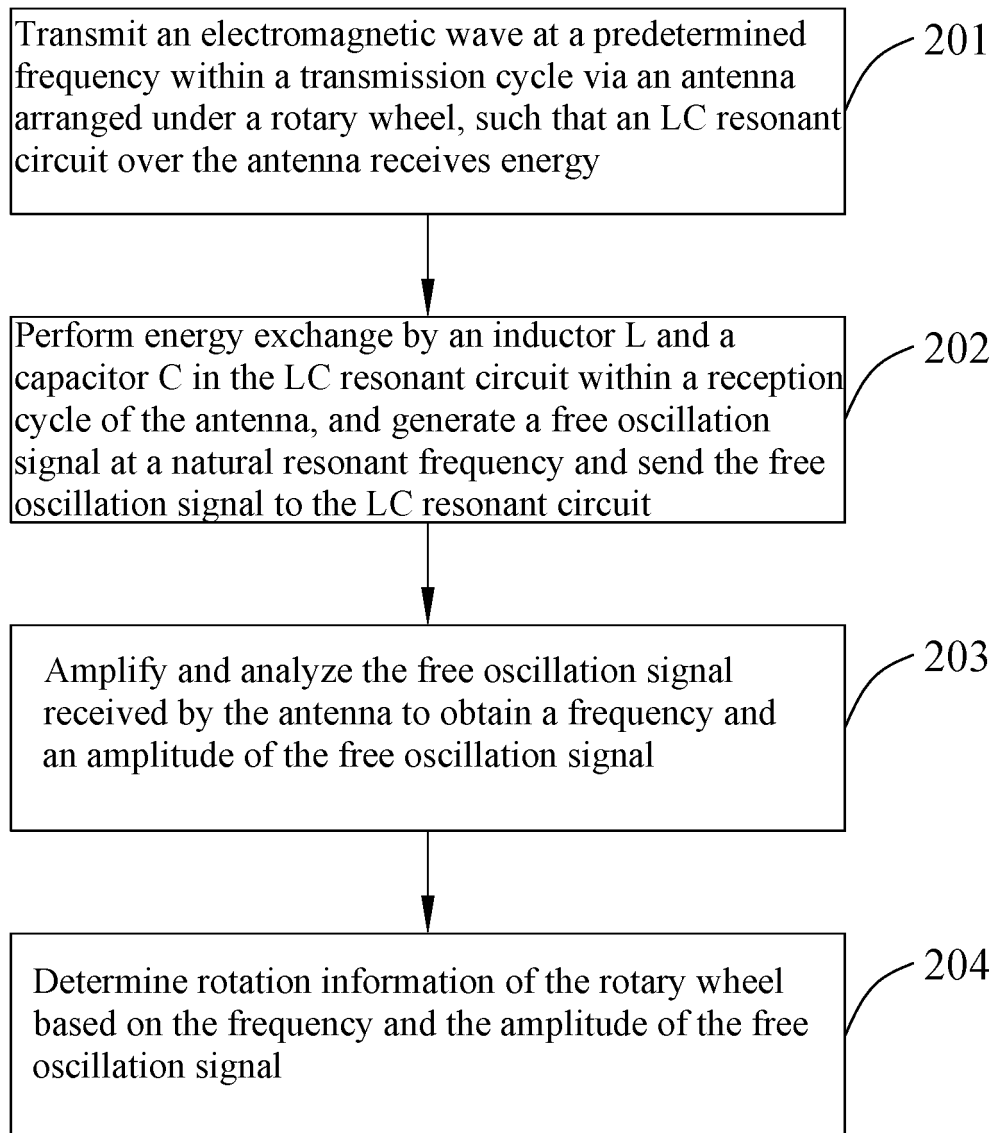 Transmit an electromagnetic wave at a predetermined
frequency within a transmission cycle via an antenna
arranged under a rotary wheel, such that an LC resonant
circuit over the antenna receives energy
201
Perform energy exchange by an inductor L and a
capacitor C in the LC resonant circuit within a reception
cycle of the antenna, and generate a free oscillation
signal at a natural resonant frequency and send the free
oscillation signal to the LC resonant circuit
202
Amplify and analyze the free oscillation signal
received by the antenna to obtain a frequency and
an amplitude of the free oscillation signal
203
Determine rotation information of the rotary wheel
based on the frequency and the amplitude of the free
oscillation signal
204